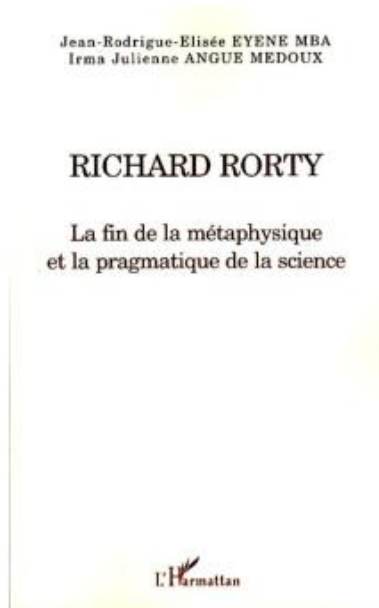 Jean-Rodrigue-Elisée EYENE MBA
Irma Julienne ANGUE MEDOUX
RICHARD RORTY
La fin de la métaphysique
et la pragmatique de la science
L'Harmattan